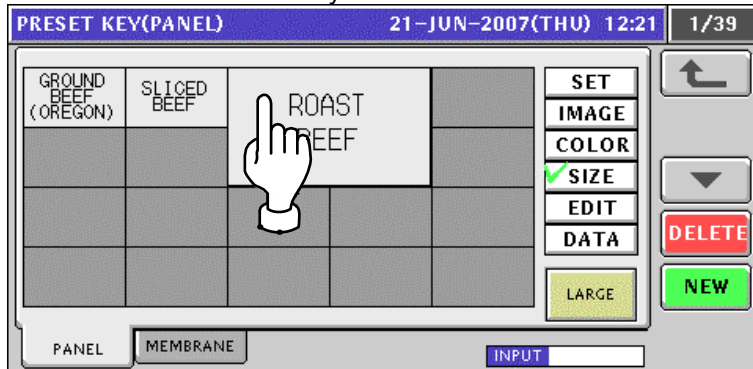 PRESET KEY(PANEL) 21-JUN-2007(THU) 12:21 1/39
GROUND
BEEF
(OREGON)
SLICED
BEEF
ROAST
BEEF
SET
IMAGE
COLOR
SIZE
EDIT
DATA
LARGE
DELETE
NEW
PANEL
MEMBRANE
INPUT